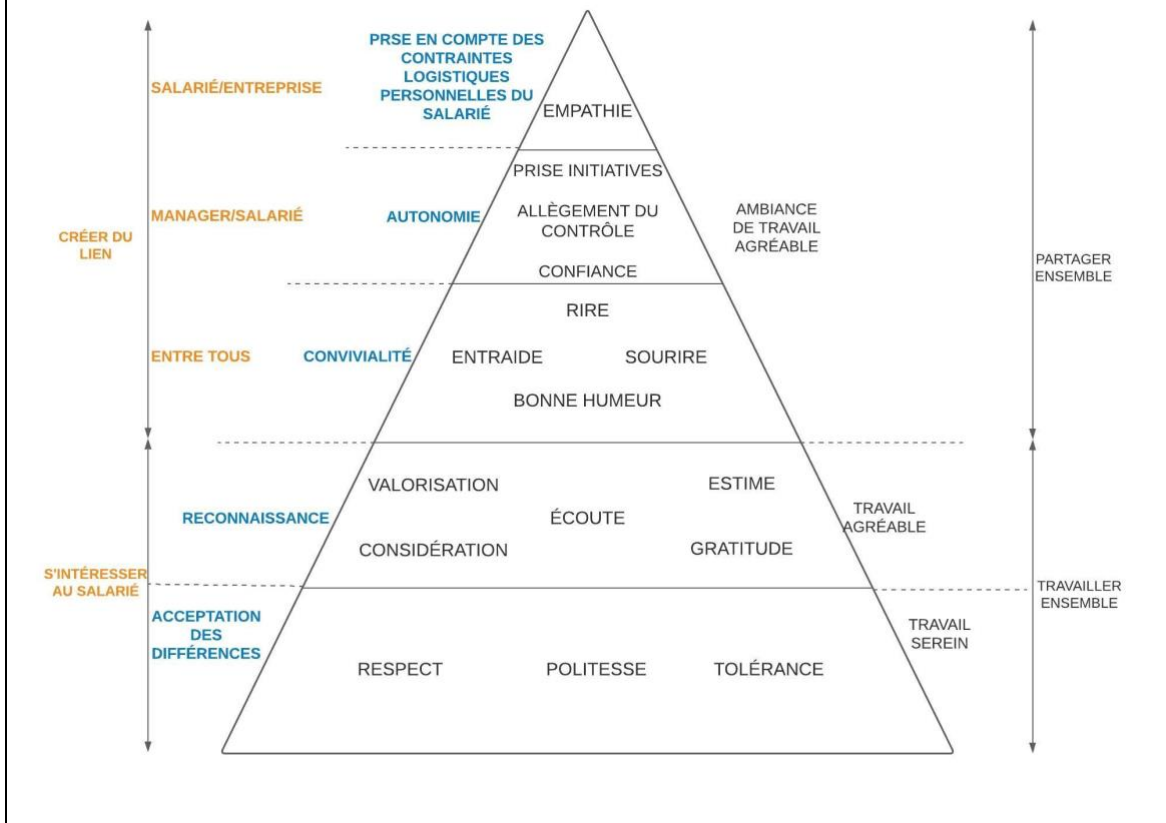 PRSE EN COMPTE DES
CONTRAINTES
LOGISTIQUES
PERSONNELLES DU
SALARIÉ
SALARIÉ/ENTREPRISE
EMPATHIE
PRISE INITIATIVES
MANAGER/SALARIÉ
AUTONOMIE
ALLÈGEMENT DU
CONTRÔLE
CONFIANCE
AMBIANCE
DE TRAVAIL
AGRÉABLE
CRÉER DU
LIEN
PARTAGER
ENSEMBLE
RIRE
ENTRE TOUS
CONVIVIALITÉ
ENTRAIDE
SOURIRE
BONNE HUMEUR
VALORISATION
ESTIME
RECONNAISSANCE
ÉCOUTE
TRAVAIL
AGRÉABLE
CONSIDÉRATION
GRATITUDE
S'INTÉRESSER
AU SALARIÉ
TRAVAILLER
ENSEMBLE
ACCEPTATION
DES
DIFFÉRENCES
TRAVAIL
SEREIN
RESPECT
POLITESSE
TOLÉRANCE